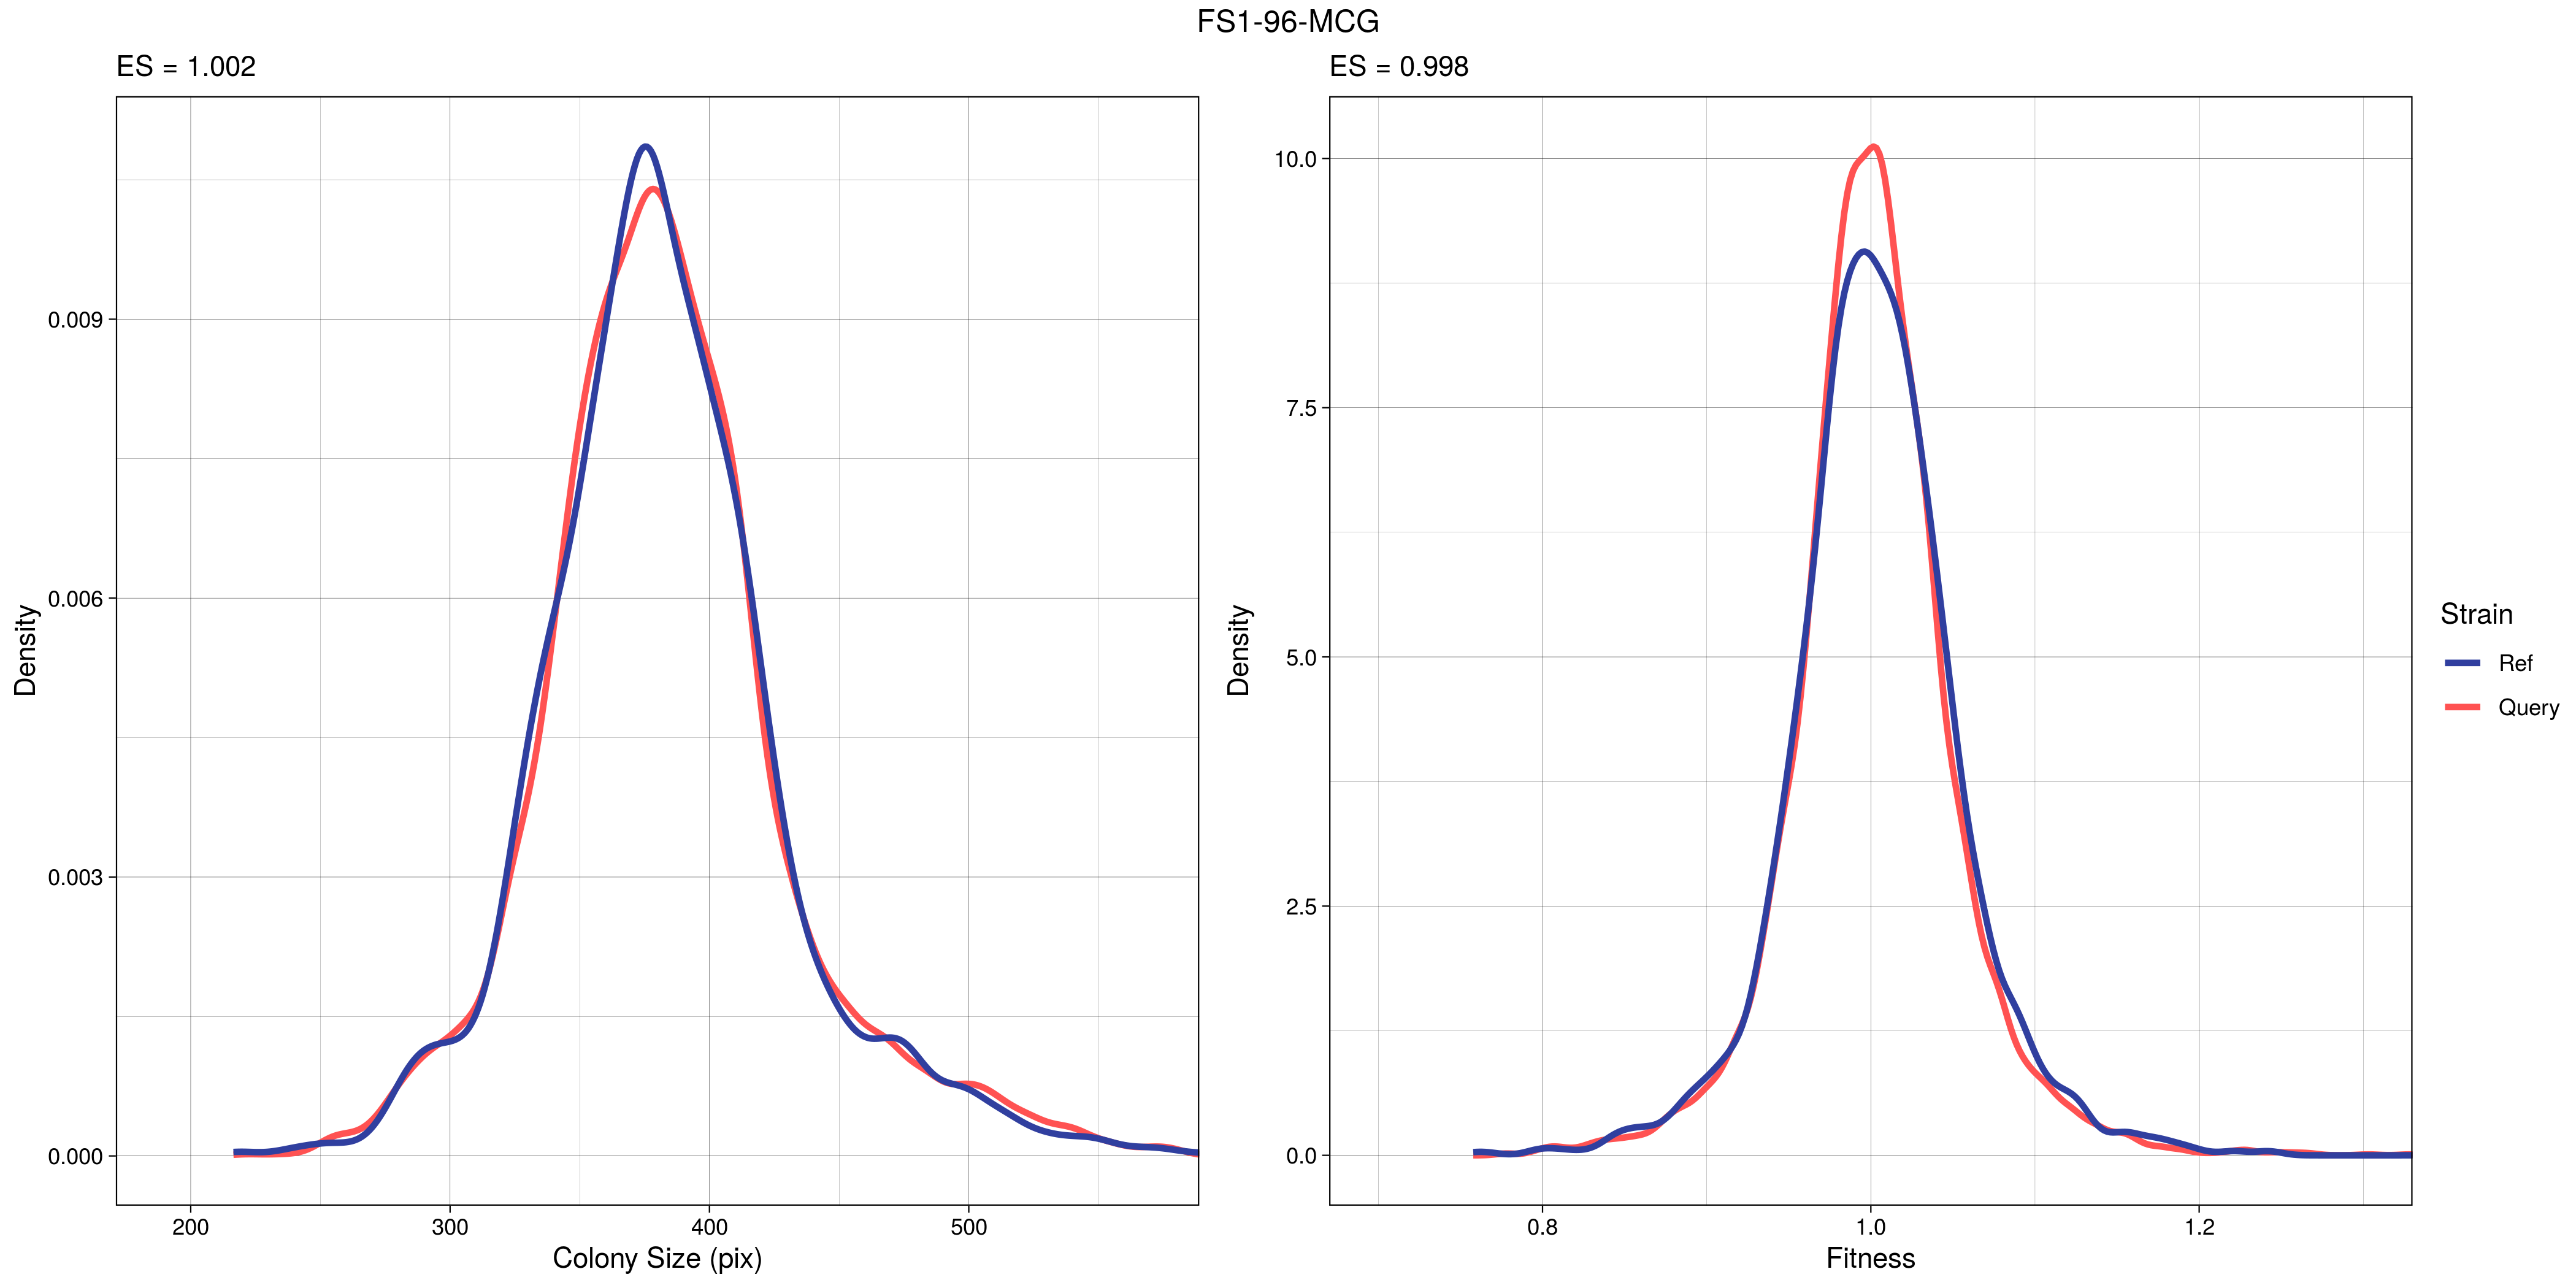 FS1-96-MCG
ES = 1.002
0.009
0.006
0.003
0.000
200 300 400 500
Colony Size (pix)
Density
ES = 0.998
10.0
7.5
5.0
2.5
0.0
0.8 1.0 1.2
Fitness
Density
Strain
Ref
Query